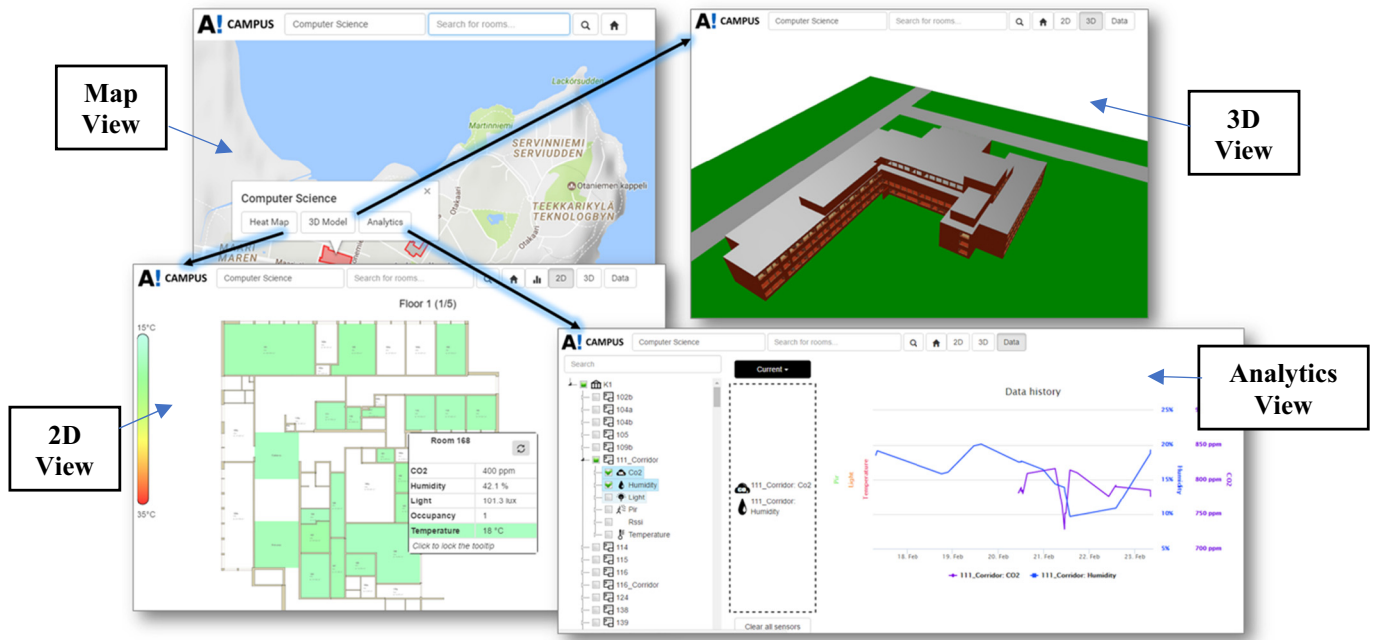 A! CAMPUS
Computer Science
Search for rooms...
Lackörsudden
Martinniemi
SERVINNIEMI
SERVIUDDEN
Otaniemen kappeli
TEEKKARIKYLÄ
TEKNOLOGBYN
Otakaari
Otakaari
MAREN
Computer Science
×
Heat Map
3D Model
Analytics
Map
View
A! CAMPUS
Computer Science
Search for rooms...
2D
3D
Data
3D
View
A! CAMPUS
Computer Science
Search for rooms...
2D
3D
Data
Floor 1 (1/5)
15°C
35°C
Room 168
CO2 400 ppm
Humidity 42.1 %
Light 101.3 lux
Occupancy 1
Temperature 18 °C
Click to lock the tooltip
2D
View
A! CAMPUS
Computer Science
Search for rooms...
2D
3D
Data
Search
K1
102b
104a
104b
105
109b
111_Corridor
Co2
Humidity
Light
Pir
Rssi
Temperature
114
115
116
116_Corridor
124
138
139
Current
111_Corridor: Co2
111_Corridor:
Humidity
Clear all sensors
Data history
Pir
Light
Temperature
25%
20%
15%
10%
5%
Humidity
850 ppm
800 ppm
750 ppm
700 ppm
CO2
18. Feb
19. Feb
20. Feb
21. Feb
22. Feb
23. Feb
111_Corridor: CO2
111_Corridor: Humidity
Analytics
View